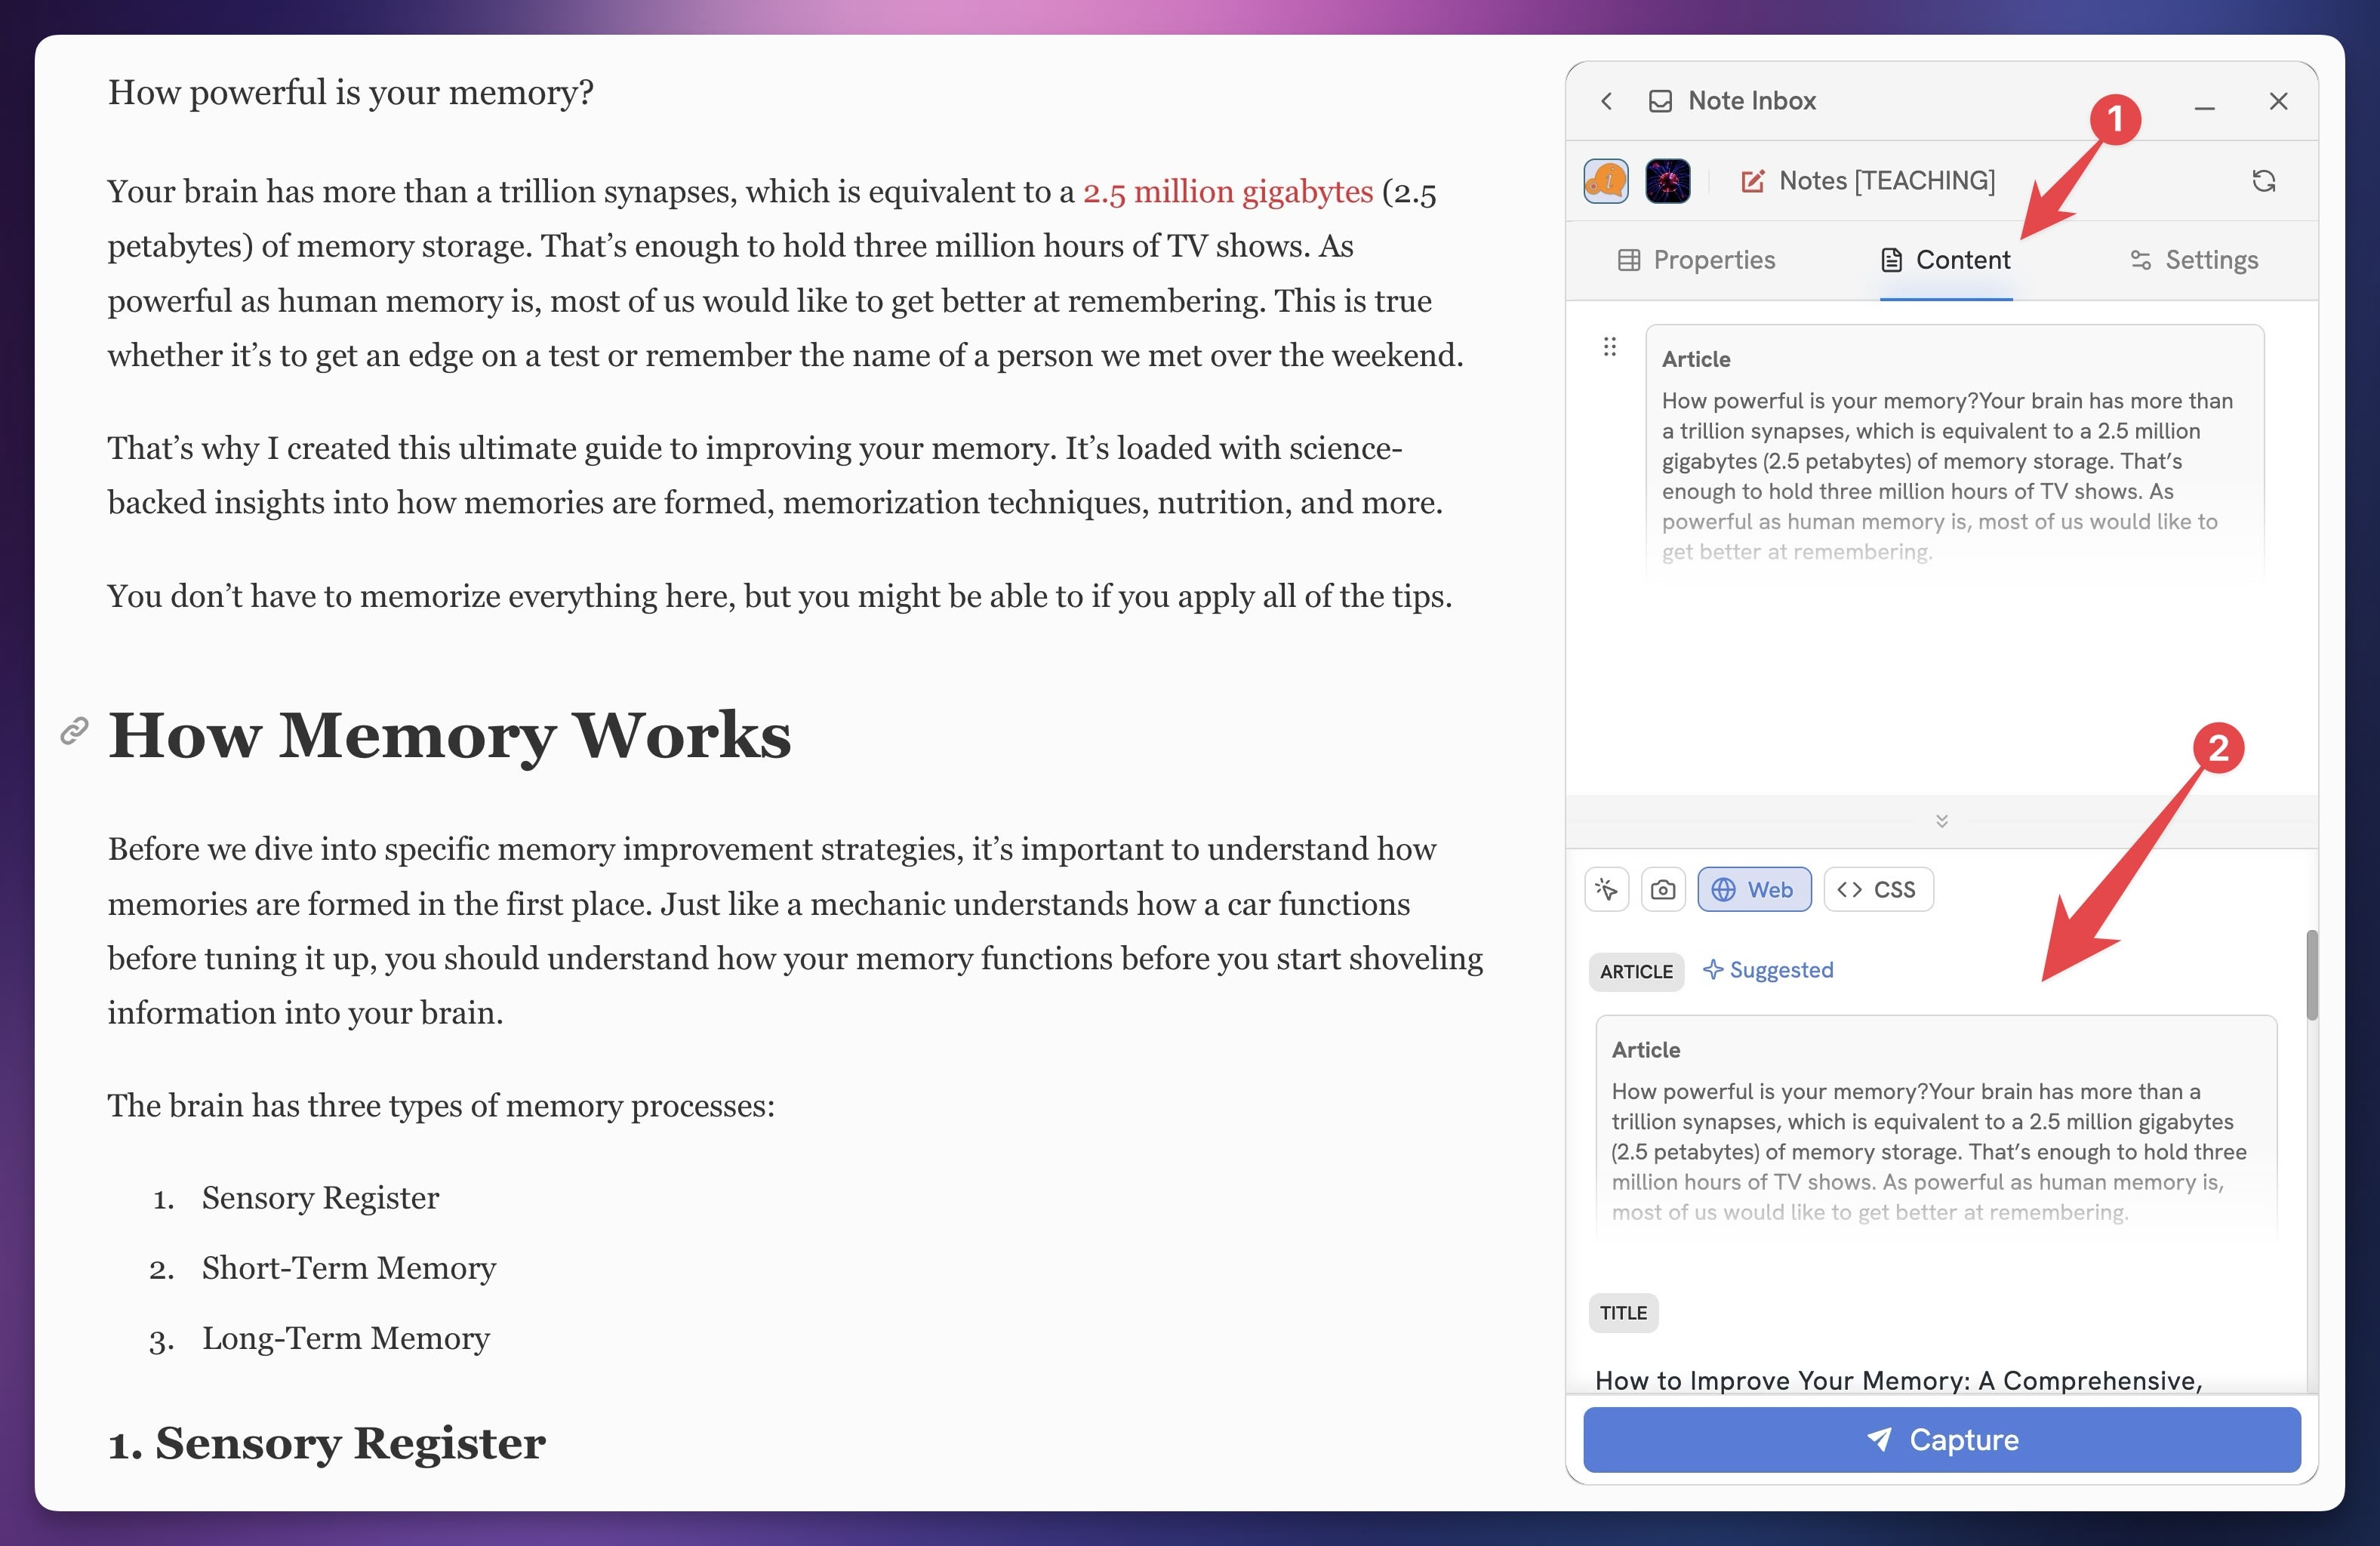 How powerful is your memory?
Your brain has more than a trillion synapses, which is equivalent to a 2.5 million gigabytes (2.5
petabytes) of memory storage. That’s enough to hold three million hours of TV shows. As
powerful as human memory is, most of us would like to get better at remembering. This is true
whether it’s to get an edge on a test or remember the name of a person we met over the weekend.
That’s why I created this ultimate guide to improving your memory. It’s loaded with science-
backed insights into how memories are formed, memorization techniques, nutrition, and more.
You don’t have to memorize everything here, but you might be able to if you apply all of the tips.
How Memory Works
Before we dive into specific memory improvement strategies, it’s important to understand how
memories are formed in the first place. Just like a mechanic understands how a car functions
before tuning it up, you should understand how your memory functions before you start shoveling
information into your brain.
The brain has three types of memory processes:
1. Sensory Register
2. Short-Term Memory
3. Long-Term Memory
1. Sensory Register
Note Inbox
1
Notes [TEACHING]
Properties
Content
Settings
Article
How powerful is your memory?Your brain has more than
a trillion synapses, which is equivalent to a 2.5 million
gigabytes (2.5 petabytes) of memory storage. That’s
enough to hold three million hours of TV shows. As
powerful as human memory is, most of us would like to
get better at remembering.
2
Web
CSS
ARTICLE
Suggested
Article
How powerful is your memory?Your brain has more than a
trillion synapses, which is equivalent to a 2.5 million gigabytes
(2.5 petabytes) of memory storage. That’s enough to hold three
million hours of TV shows. As powerful as human memory is,
most of us would like to get better at remembering.
TITLE
How to Improve Your Memory: A Comprehensive,
Capture